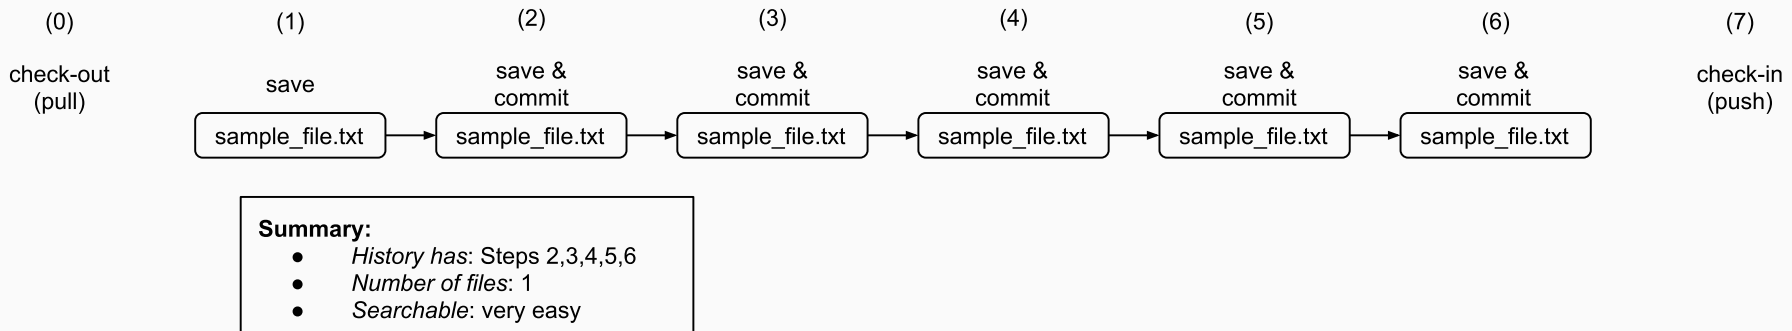 (0)
(1)
(2)
(3)
(4)
(5)
(6)
(7)
check-out
(pull)
save
save &
commit
save &
commit
save &
commit
save &
commit
save &
commit
check-in
(push)
sample_file.txt
sample_file.txt
sample_file.txt
sample_file.txt
sample_file.txt
sample_file.txt
Summary:
● History has: Steps 2,3,4,5,6
● Number of files: 1
● Searchable: very easy